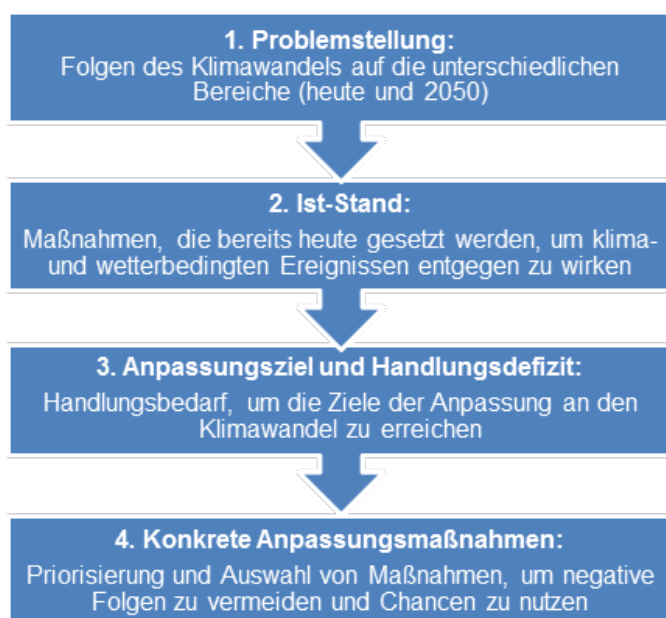 1. Problemstellung:
Folgen des Klimawandels auf die unterschiedlichen
Bereiche (heute und 2050)
2. Ist-Stand:
Maßnahmen, die bereits heute gesetzt werden, um klima-
und wetterbedingten Ereignissen entgegen zu wirken
3. Anpassungsziel und Handlungsdefizit:
Handlungsbedarf, um die Ziele der Anpassung an den
Klimawandel zu erreichen
4. Konkrete Anpassungsmaßnahmen:
Priorisierung und Auswahl von Maßnahmen, um negative
Folgen zu vermeiden und Chancen zu nutzen